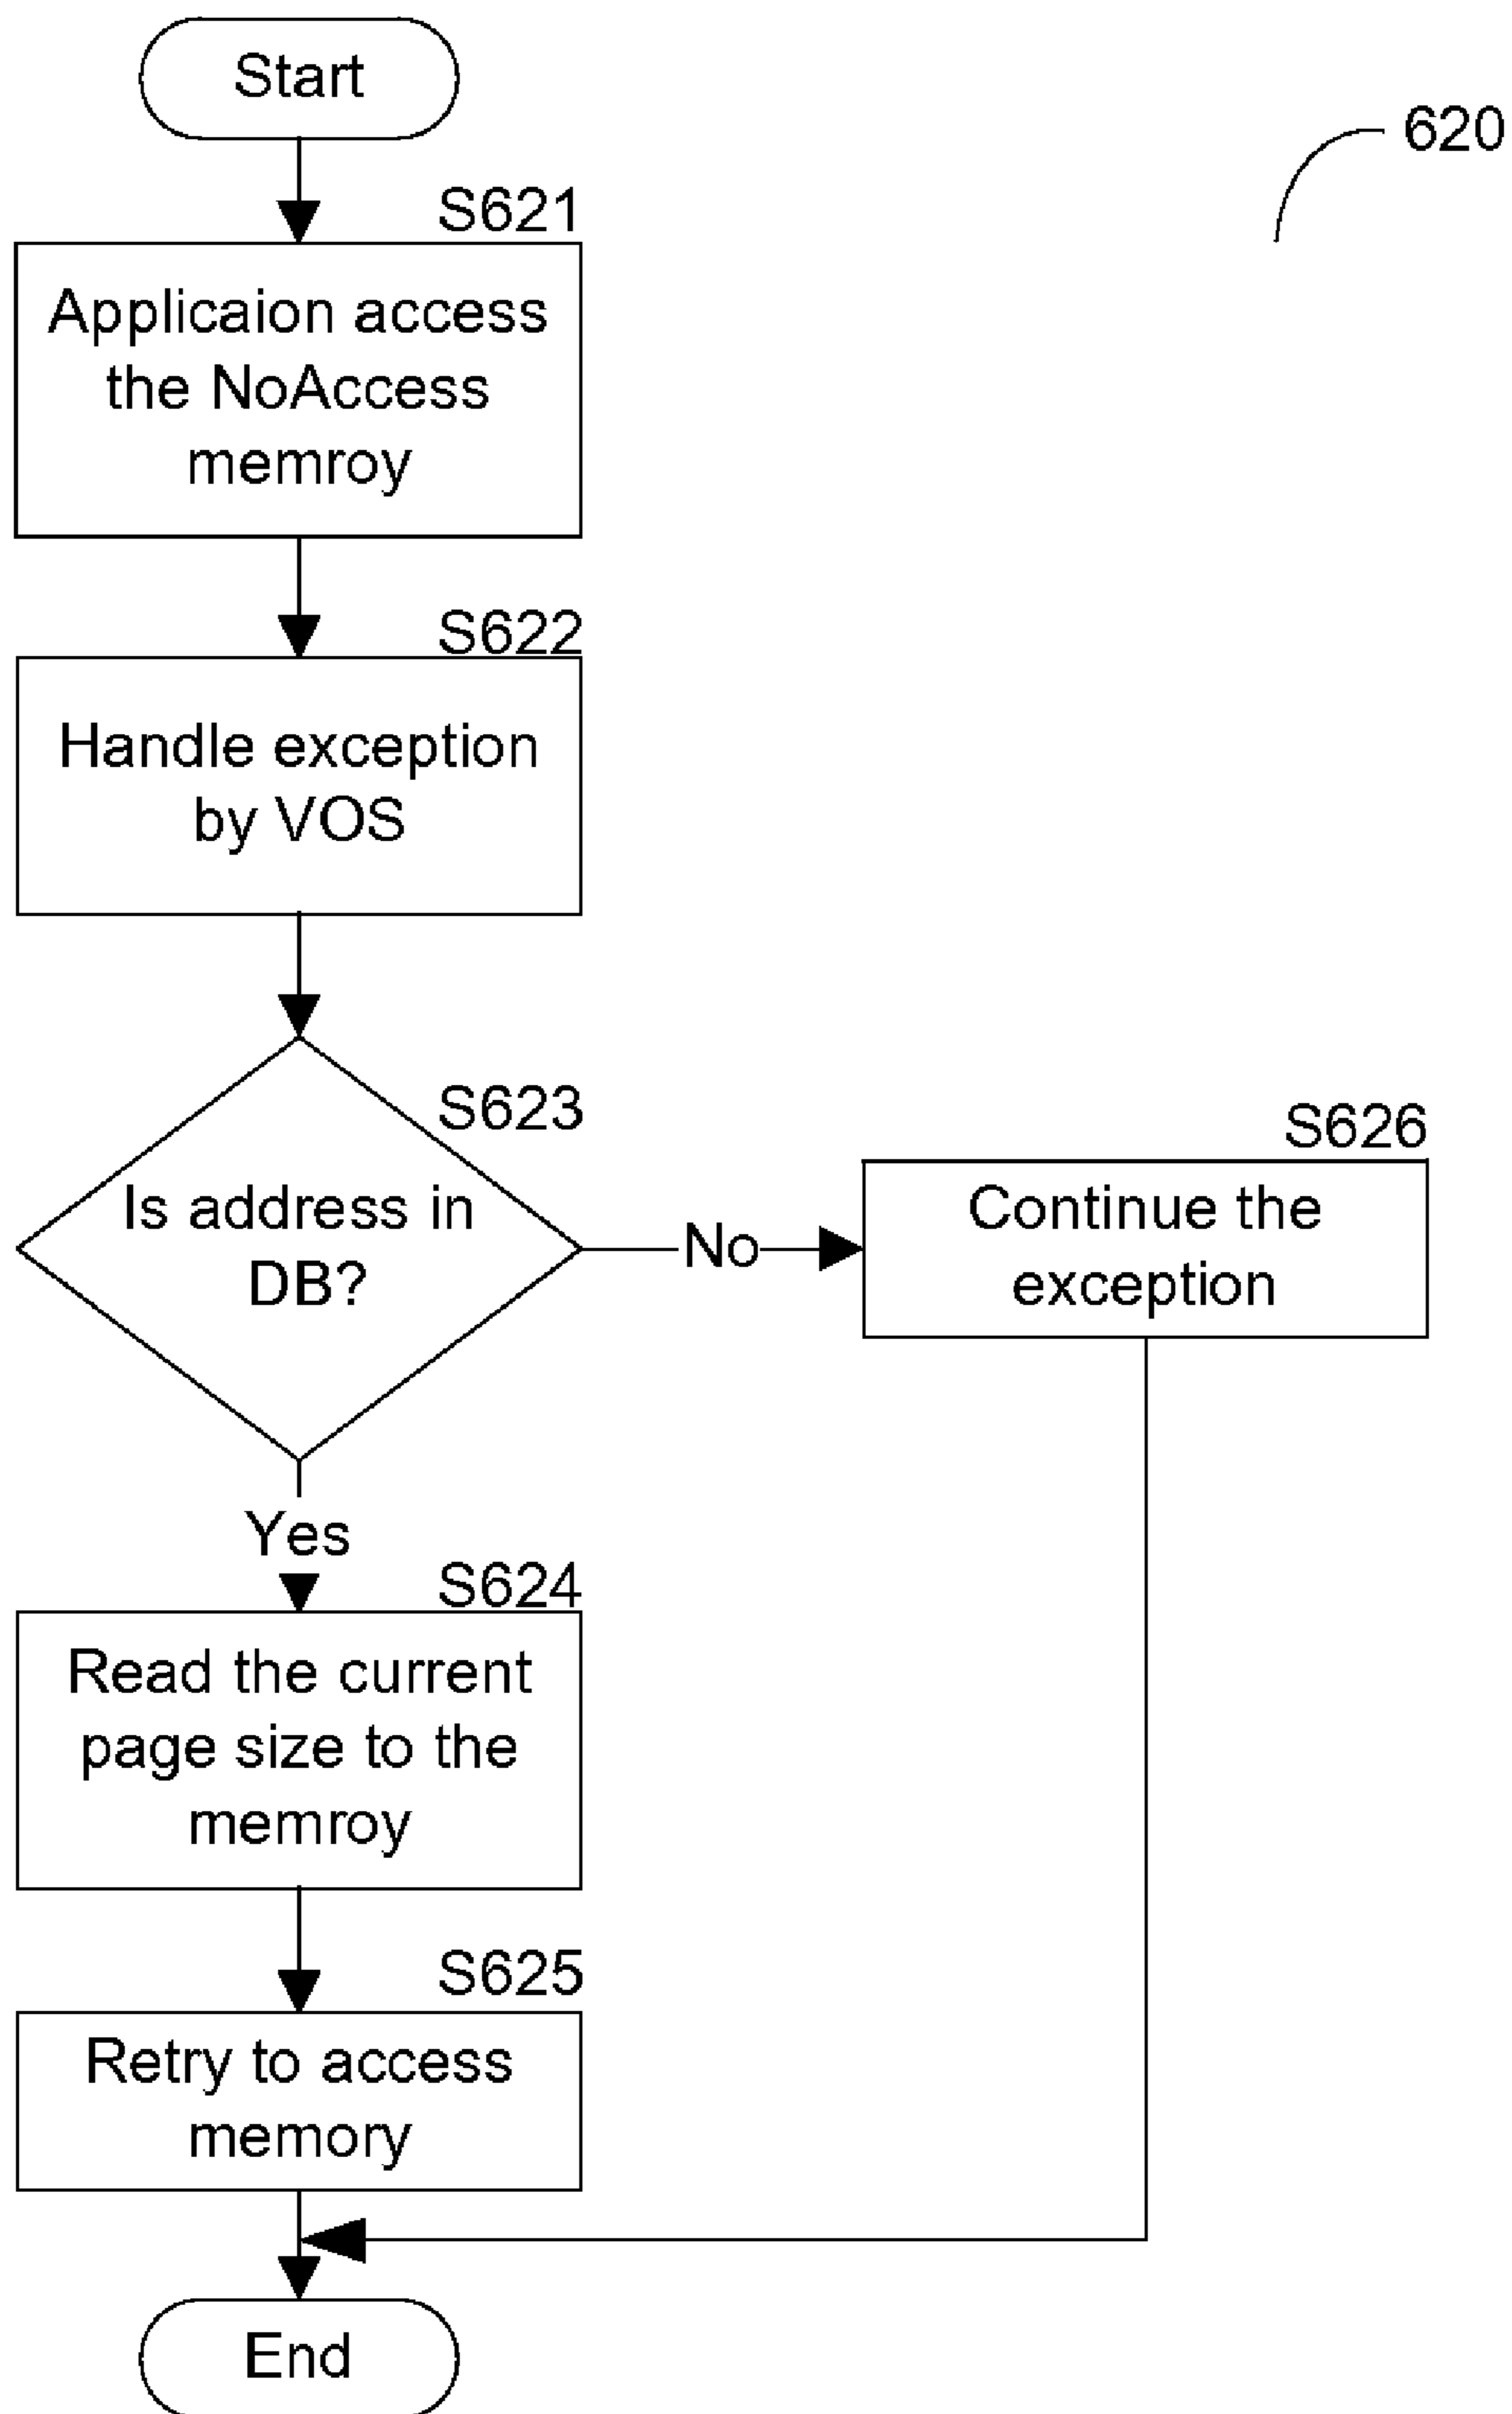 Start
620
S621
Applicaion access
the NoAccess
memroy
S622
Handle exception
by VOS
S623
Is address in
DB?
No
S626
Continue the
exception
Yes
S624
Read the current
page size to the
memroy
S625
Retry to access
memory
End